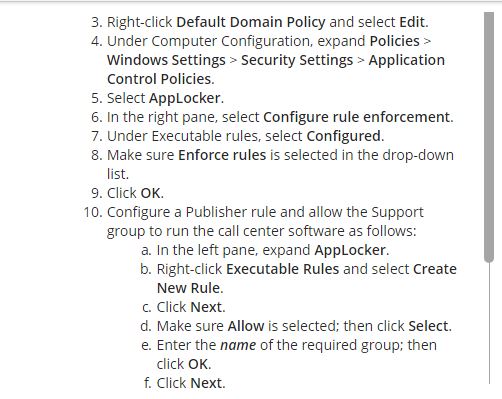 3. Right-click Default Domain Policy and select Edit.
4. Under Computer Configuration, expand Policies >
Windows Settings > Security Settings > Application
Control Policies.
5. Select AppLocker.
6. In the right pane, select Configure rule enforcement.
7. Under Executable rules, select Configured.
8. Make sure Enforce rules is selected in the drop-down
list.
9. Click OK.
10. Configure a Publisher rule and allow the Support
group to run the call center software as follows:
a. In the left pane, expand AppLocker.
b. Right-click Executable Rules and select Create
New Rule.
c. Click Next.
d. Make sure Allow is selected; then click Select.
e. Enter the name of the required group; then
click OK.
f. Click Next.